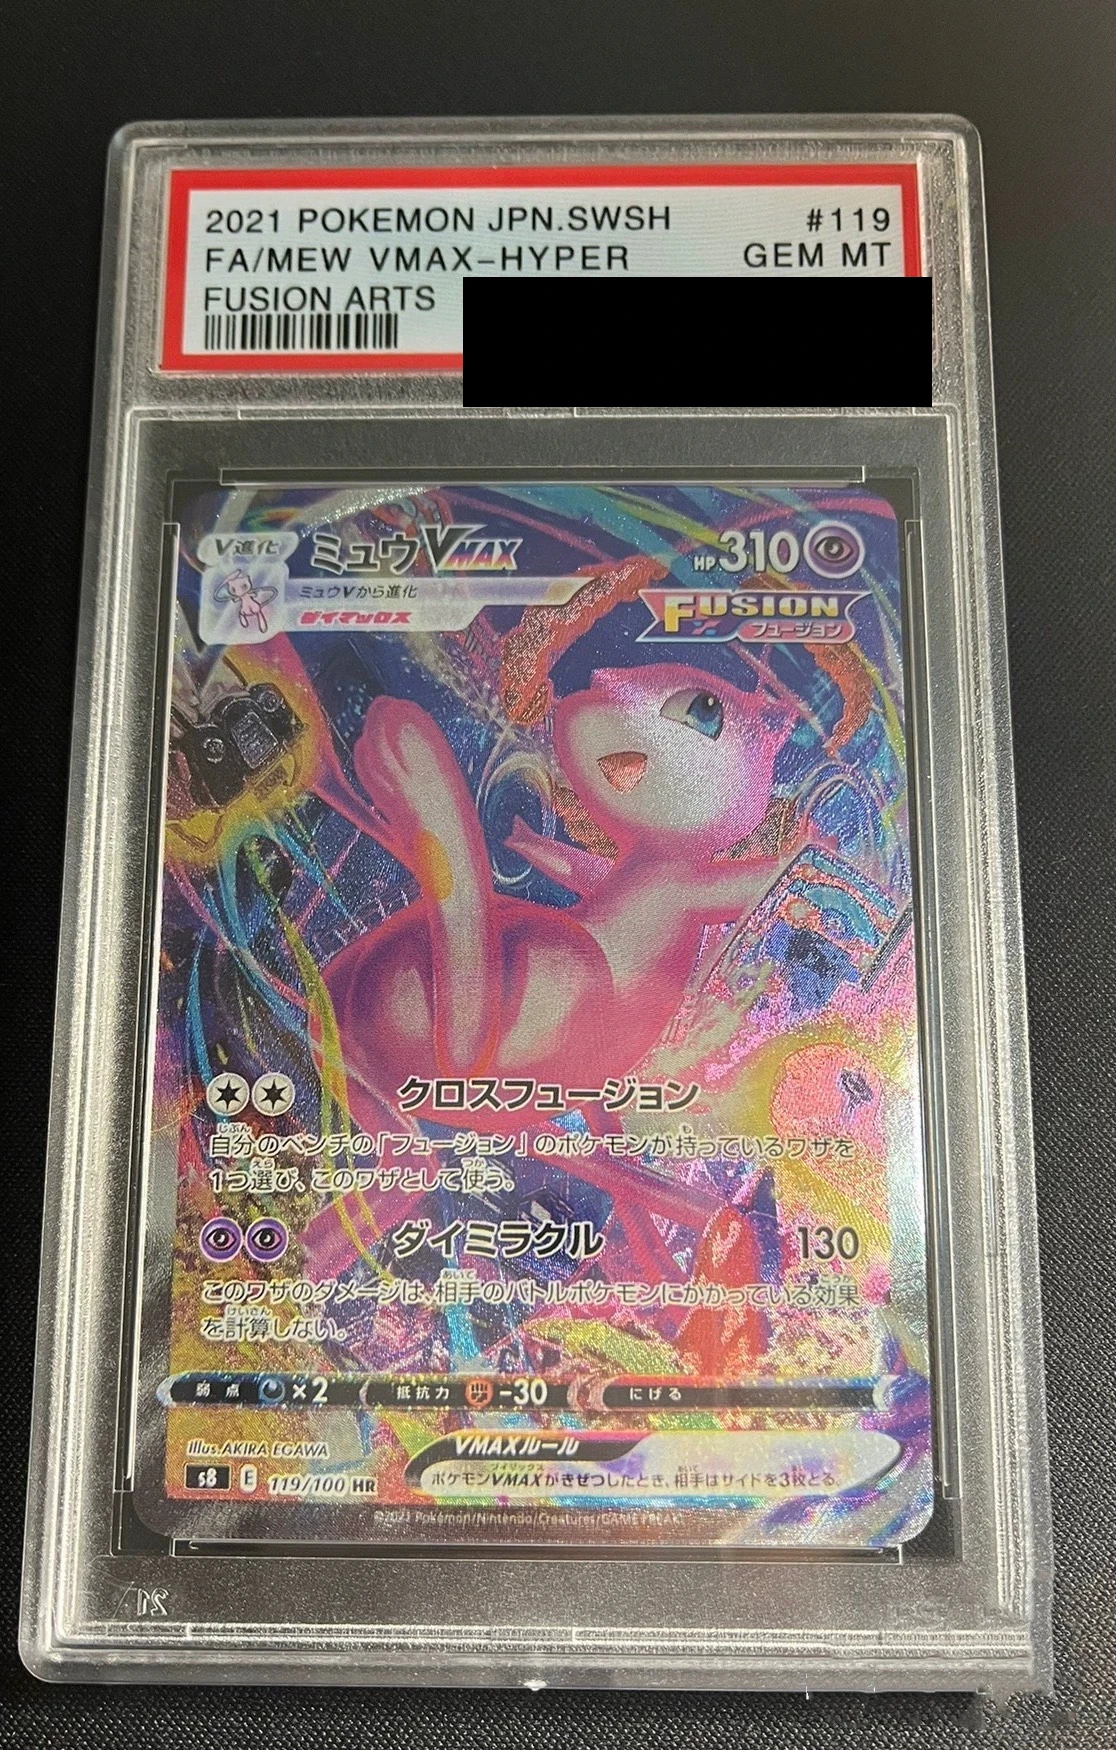 2021 POKEMON JPN.SWSH #119
FA/MEW VMAX-HYPER GEM MT
FUSION ARTS
V進化 ミュウVMAX HP310
ミュウVから進化
ダイマックス
FUSION
フュージョン
クロスフュージョン
自分のベンチの「フュージョン」のポケモンが持っているワザを
1つ選び、このワザとして使う。
ダイミラクル 130
このワザのダメージは、相手のバトルポケモンにかかっている効果
を計算しない。
弱点 ×2 抵抗力 -30 にげる
illus. AKIRA EGAWA
VMAXルール
s8 E 119/100 HR
ポケモンVMAXがきぜつしたとき、相手はサイドを3枚とる。
©2021 Pokémon/Nintendo/Creatures/GAME FREAK